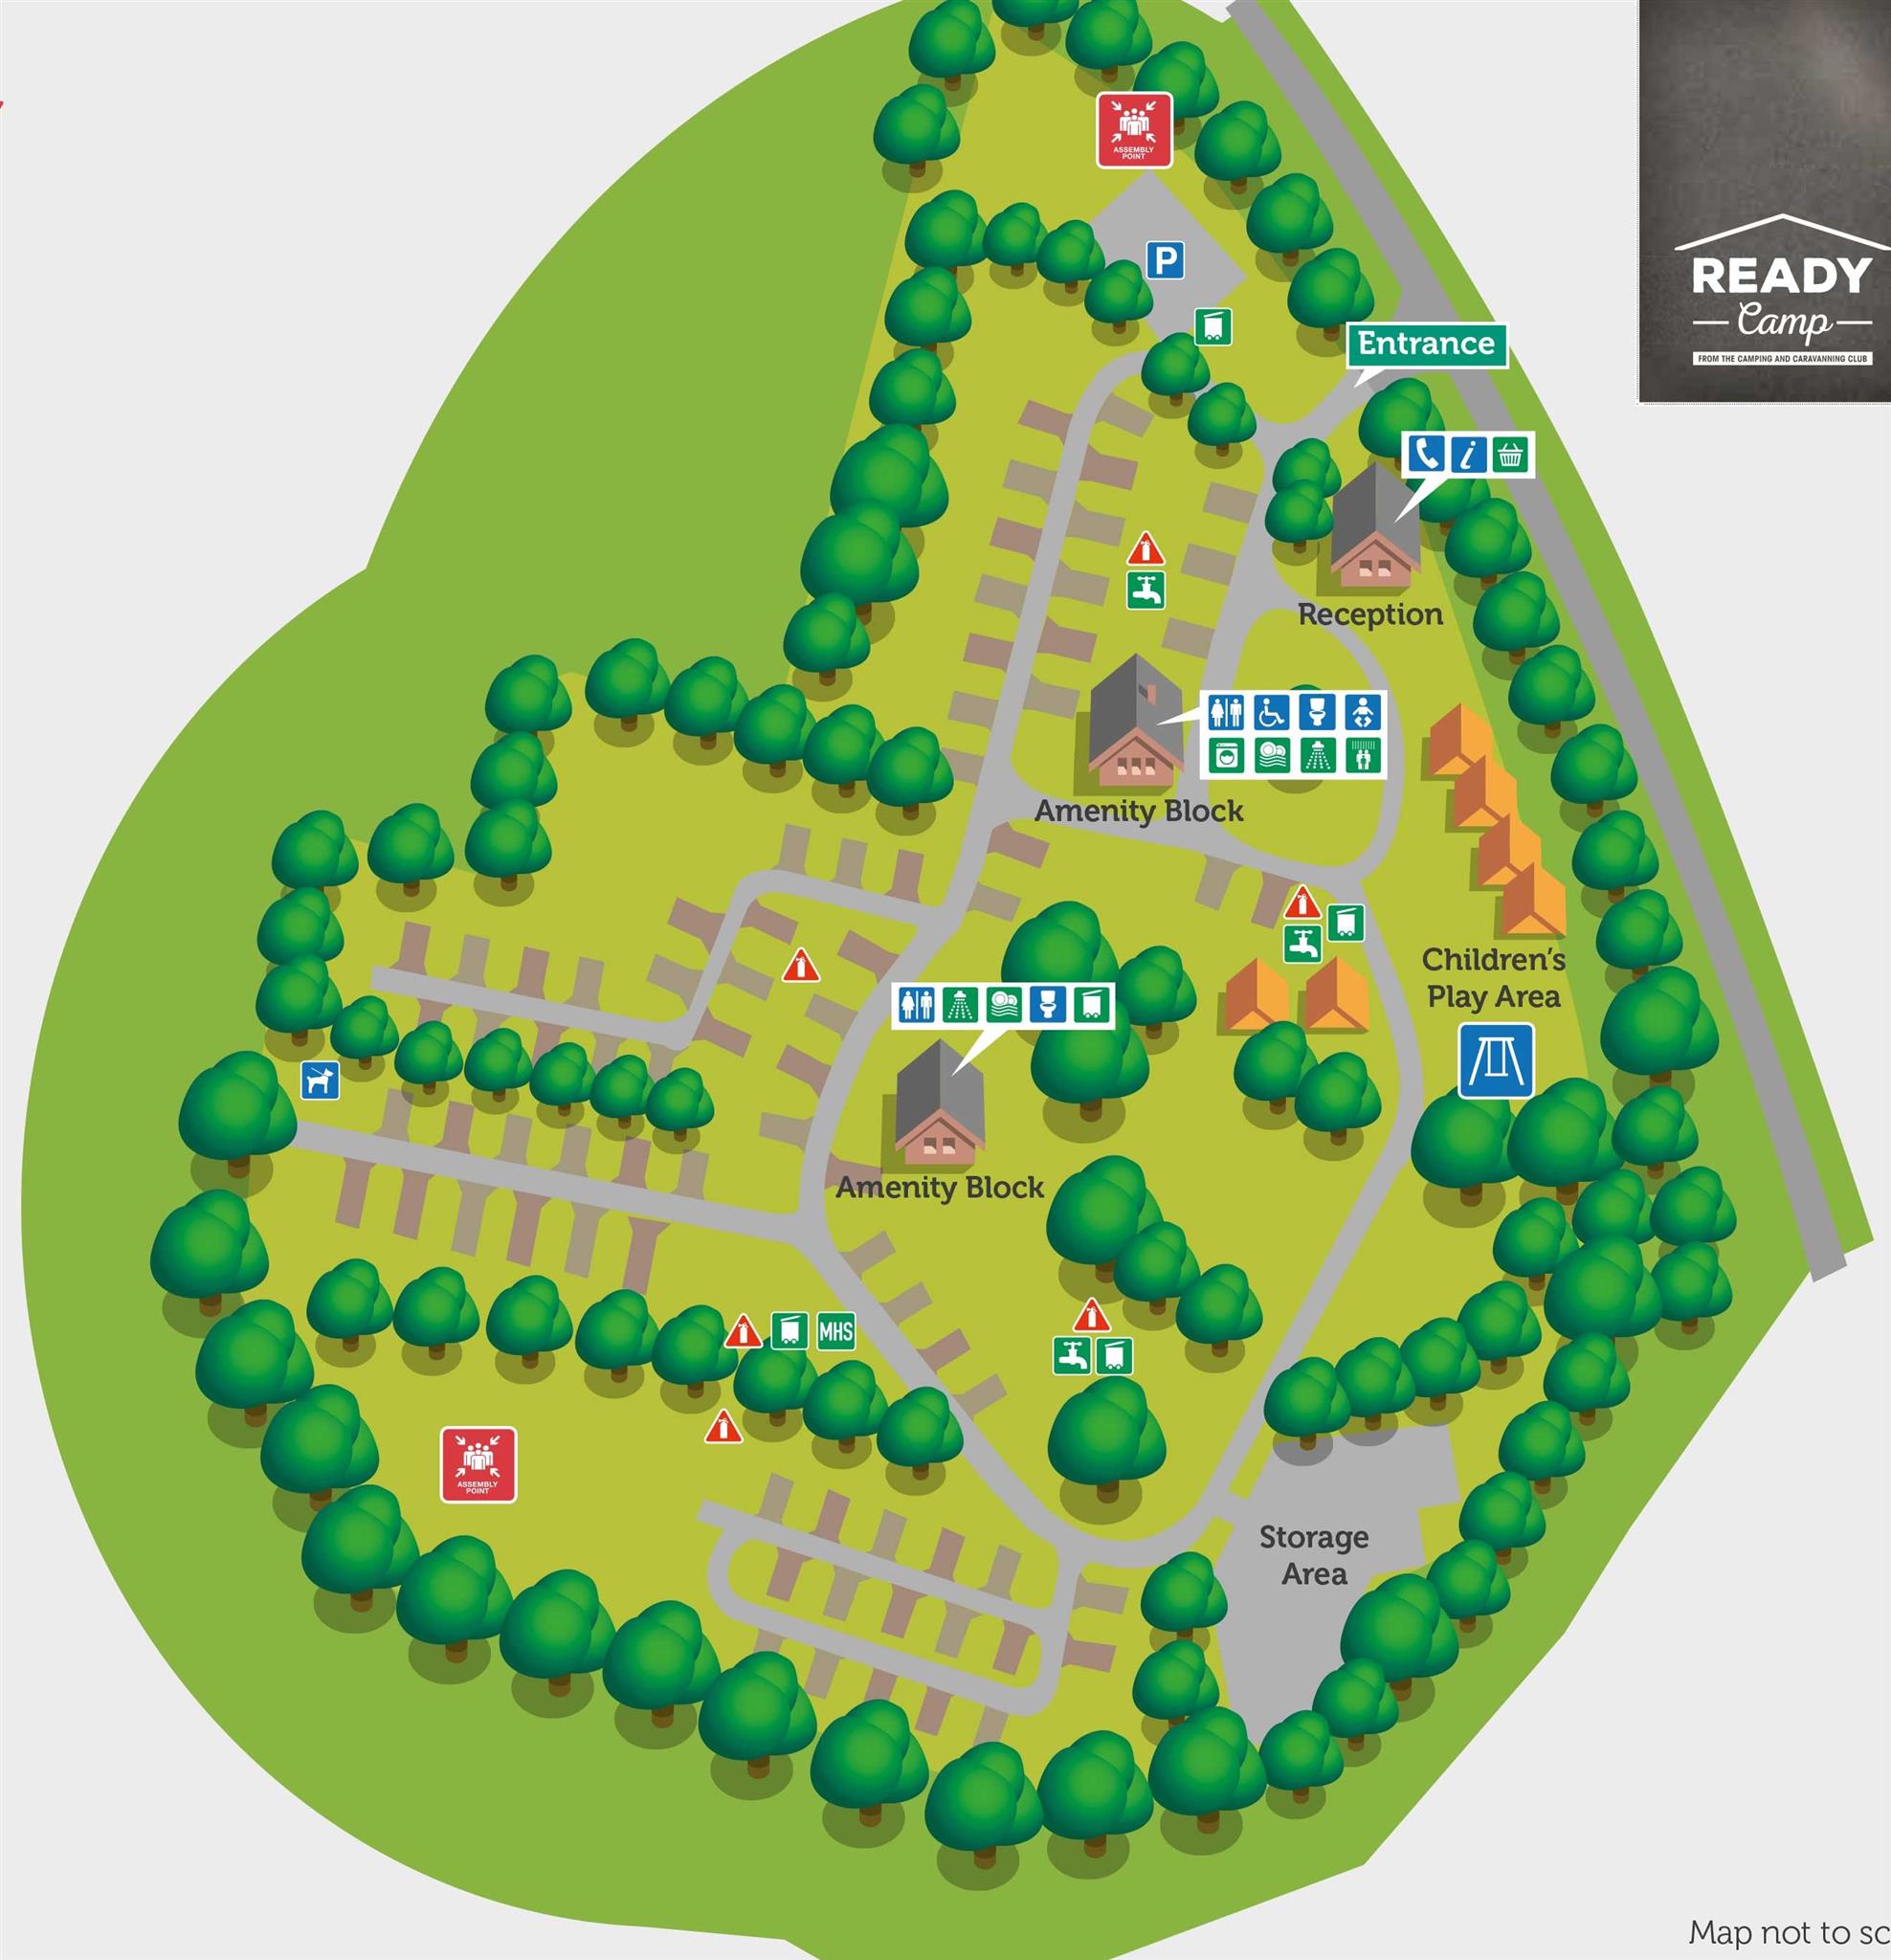 ASSEMBLY
POINT
P
READY
Camp
FROM THE CAMPING AND CARAVANNING CLUB
Entrance
i
Reception
Amenity Block
Children's
Play Area
Amenity Block
MHS
ASSEMBLY
POINT
Storage
Area
Map not to sc